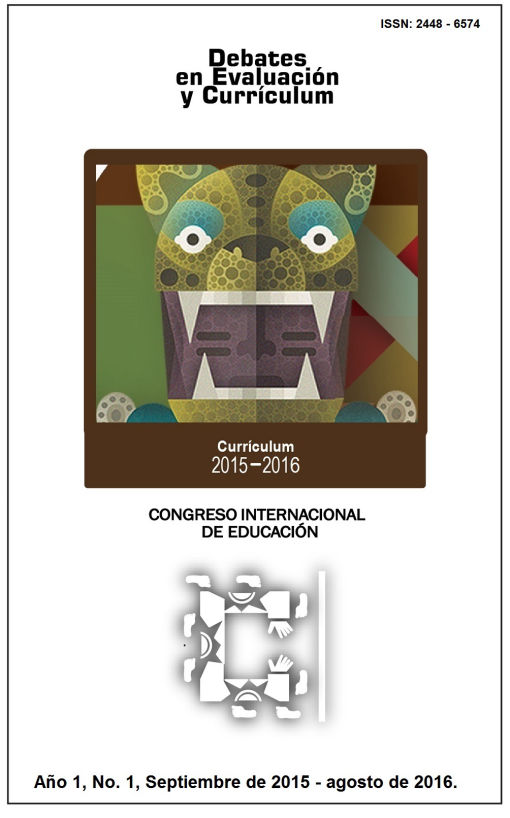 ISSN: 2448 - 6574
Debates
en Evaluación
y Currículum
Currículum
2015-2016
CONGRESO INTERNACIONAL
DE EDUCACIÓN
Año 1, No. 1, Septiembre de 2015 - agosto de 2016.